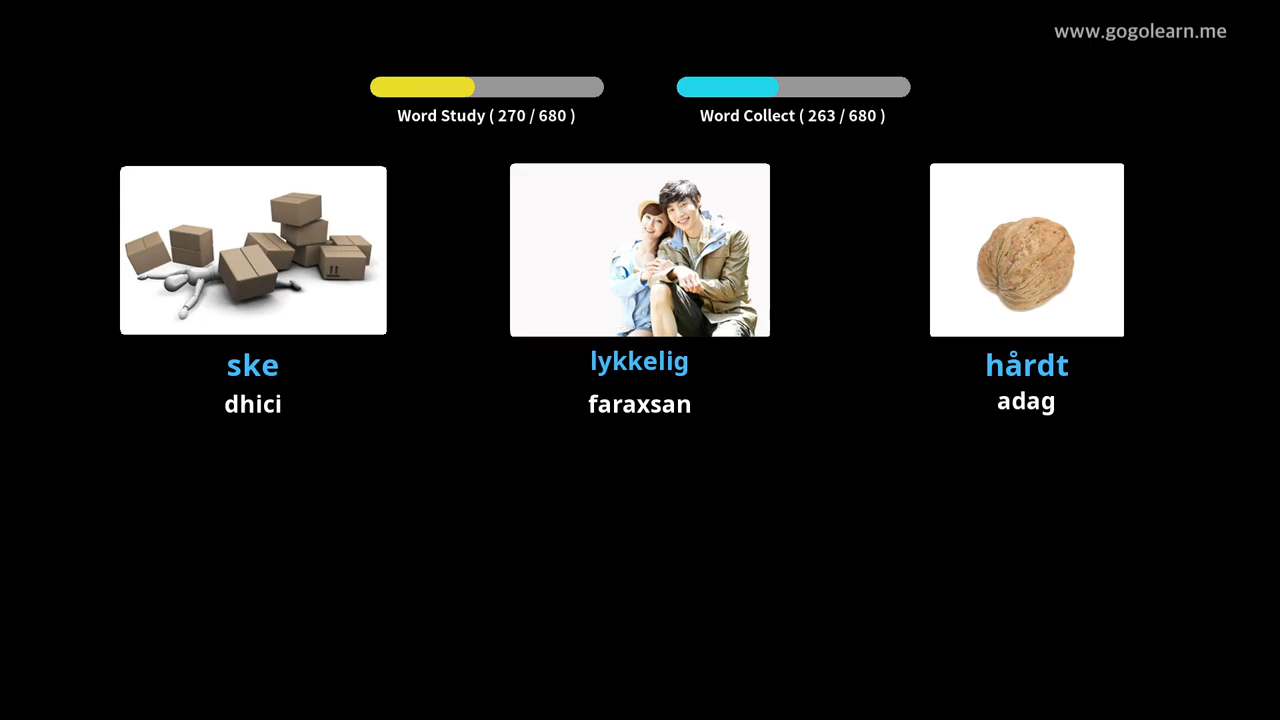 www.gogolearn.me
Word Study ( 270 / 680 )
Word Collect ( 263 / 680 )
ske
dhici
lykkelig
faraxsan
hårdt
adag